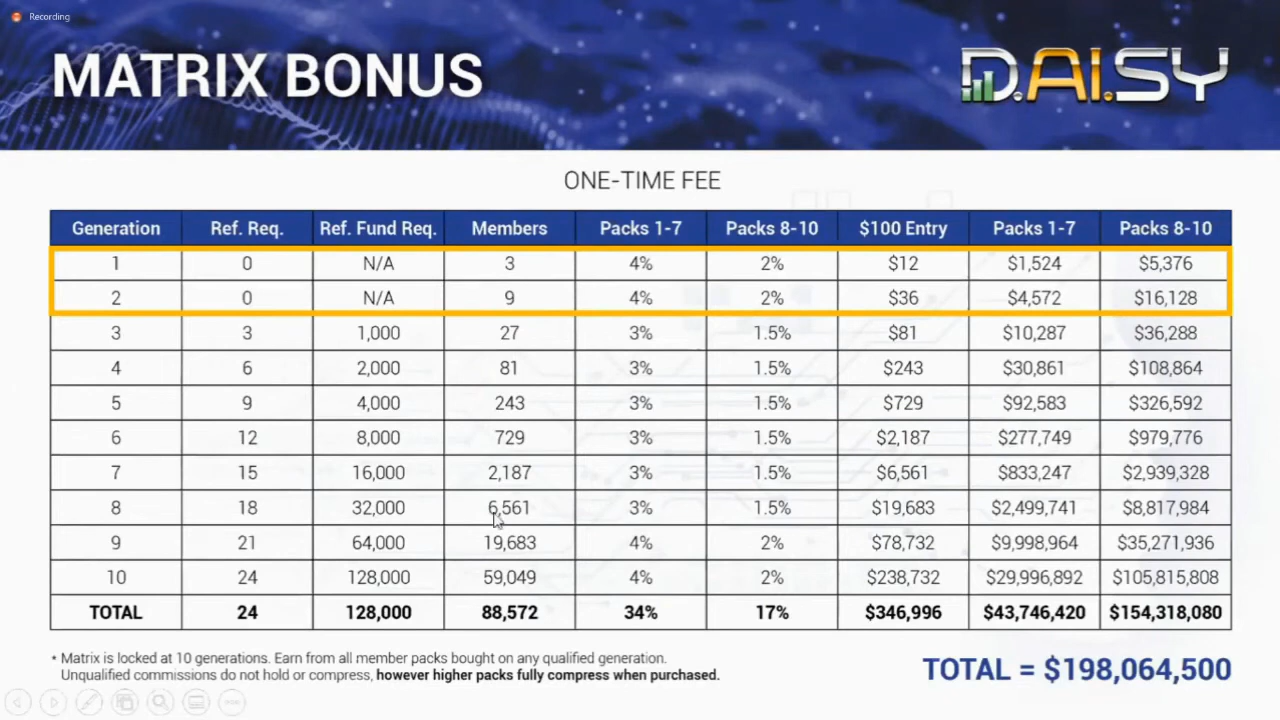 Recording
MATRIX BONUS
D.AI.SY
ONE-TIME FEE
Generation Ref. Req. Ref. Fund Req. Members Packs 1-7 Packs 8-10 $100 Entry Packs 1-7 Packs 8-10
1 0 N/A 3 4% 2% $12 $1,524 $5,376
2 0 N/A 9 4% 2% $36 $4,572 $16,128
3 3 1,000 27 3% 1.5% $81 $10,287 $36,288
4 6 2,000 81 3% 1.5% $243 $30,861 $108,864
5 9 4,000 243 3% 1.5% $729 $92,583 $326,592
6 12 8,000 729 3% 1.5% $2,187 $277,749 $979,776
7 15 16,000 2,187 3% 1.5% $6,561 $833,247 $2,939,328
8 18 32,000 6,561 3% 1.5% $19,683 $2,499,741 $8,817,984
9 21 64,000 19,683 4% 2% $78,732 $9,998,964 $35,271,936
10 24 128,000 59,049 4% 2% $238,732 $29,996,892 $105,815,808
TOTAL 24 128,000 88,572 34% 17% $346,996 $43,746,420 $154,318,080
* Matrix is locked at 10 generations. Earn from all member packs bought on any qualified generation.
Unqualified commissions do not hold or compress, however higher packs fully compress when purchased.
TOTAL = $198,064,500